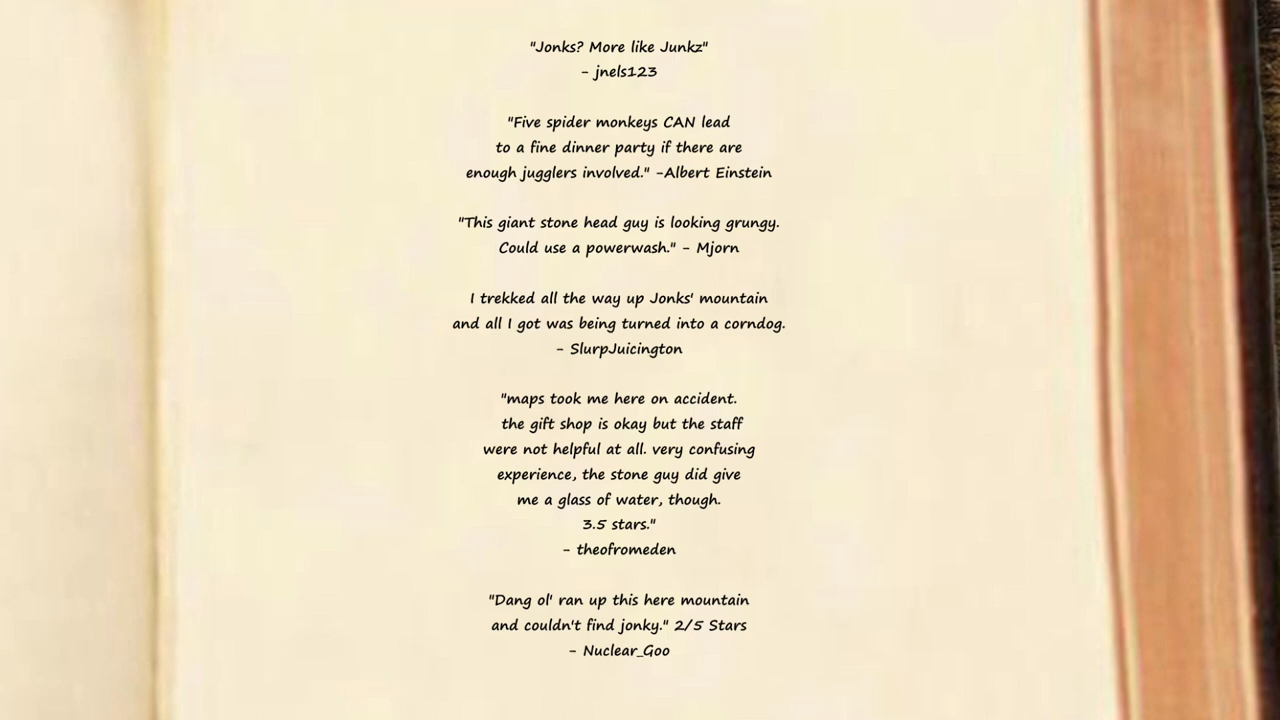 "Jonks? More like Junkz"
- jnels123
"Five spider monkeys CAN lead
to a fine dinner party if there are
enough jugglers involved." -Albert Einstein
"This giant stone head guy is looking grungy.
Could use a powerwash." - Mjorn
I trekked all the way up Jonks' mountain
and all I got was being turned into a corndog.
- SlurpJuicington
"maps took me here on accident.
the gift shop is okay but the staff
were not helpful at all. very confusing
experience, the stone guy did give
me a glass of water, though.
3.5 stars."
- theofromeden
"Dang ol' ran up this here mountain
and couldn't find jonky." 2/5 Stars
- Nuclear_Goo